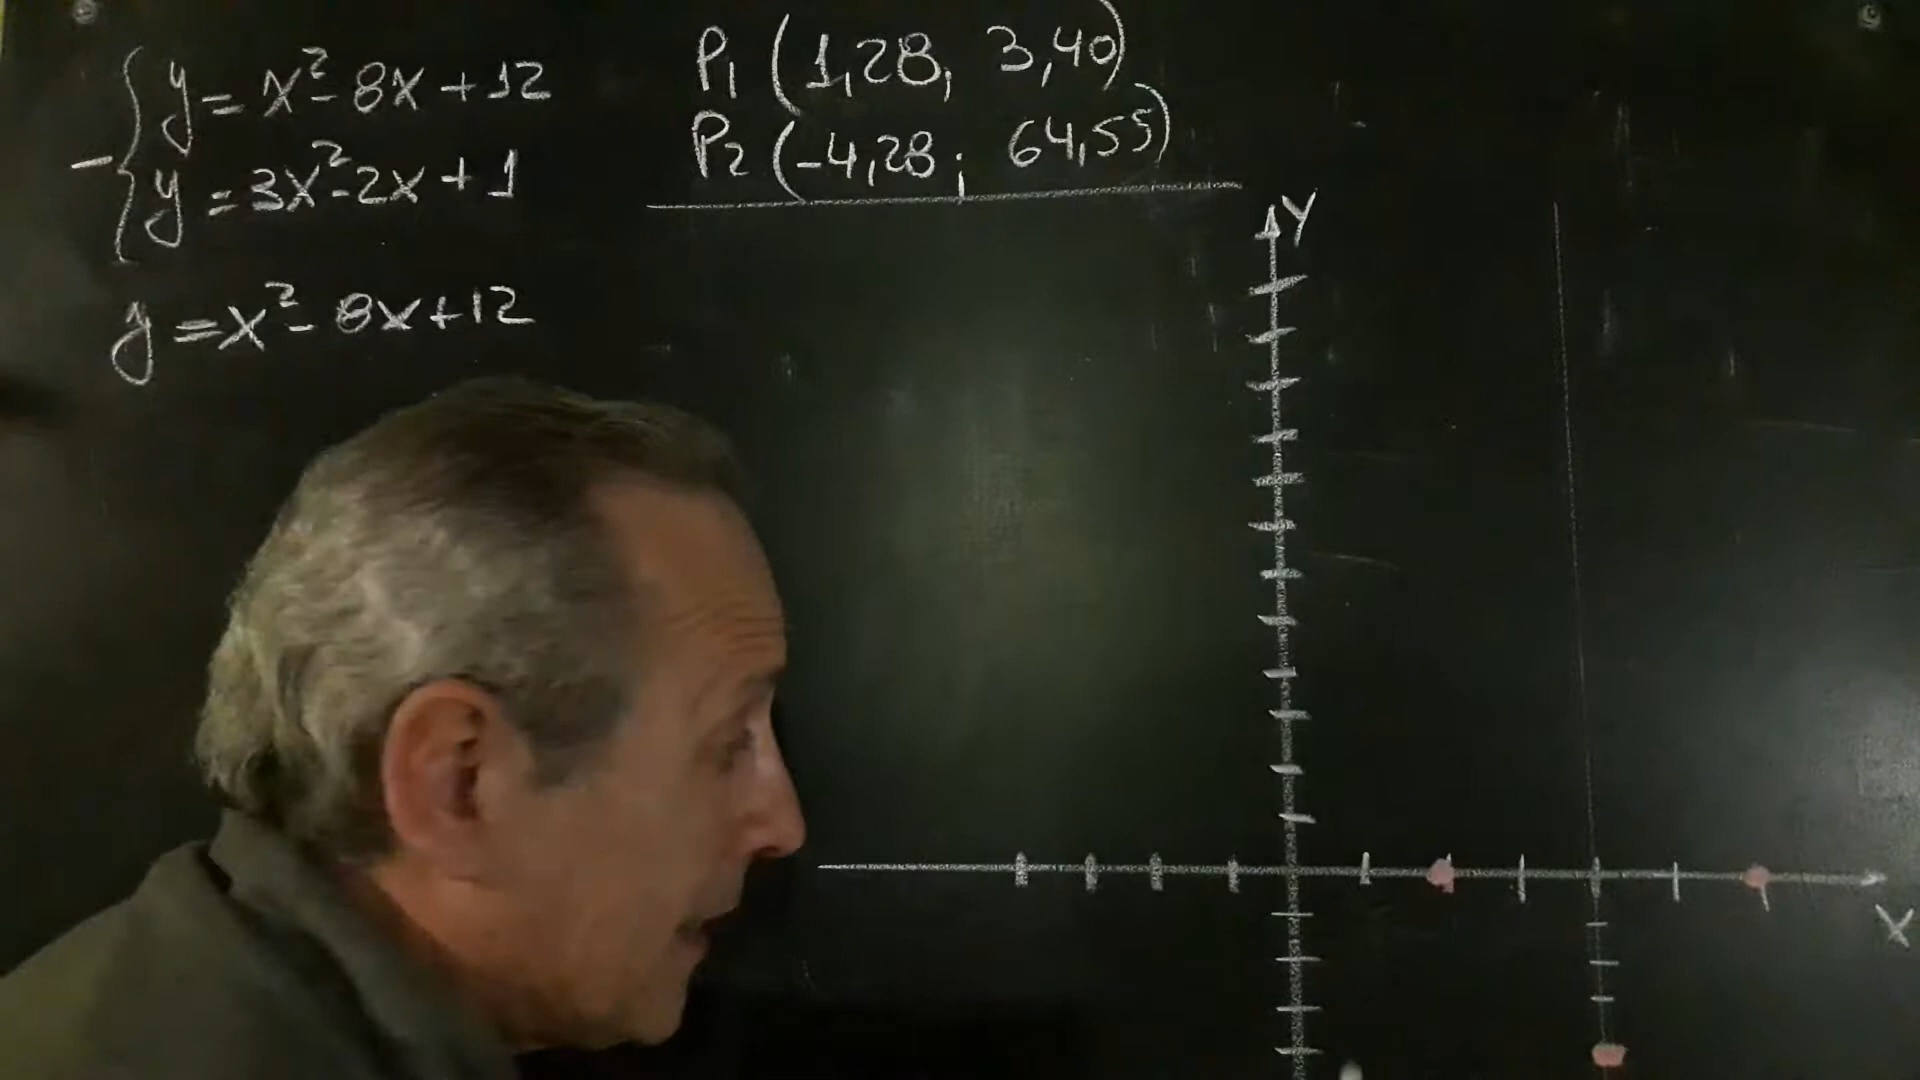 y = x² - 8x + 12
y = 3x² - 2x + 1
y = x² - 8x + 12
P₁ (1,28; 3,40)
P₂ (-4,28; 64,55)
Y
X